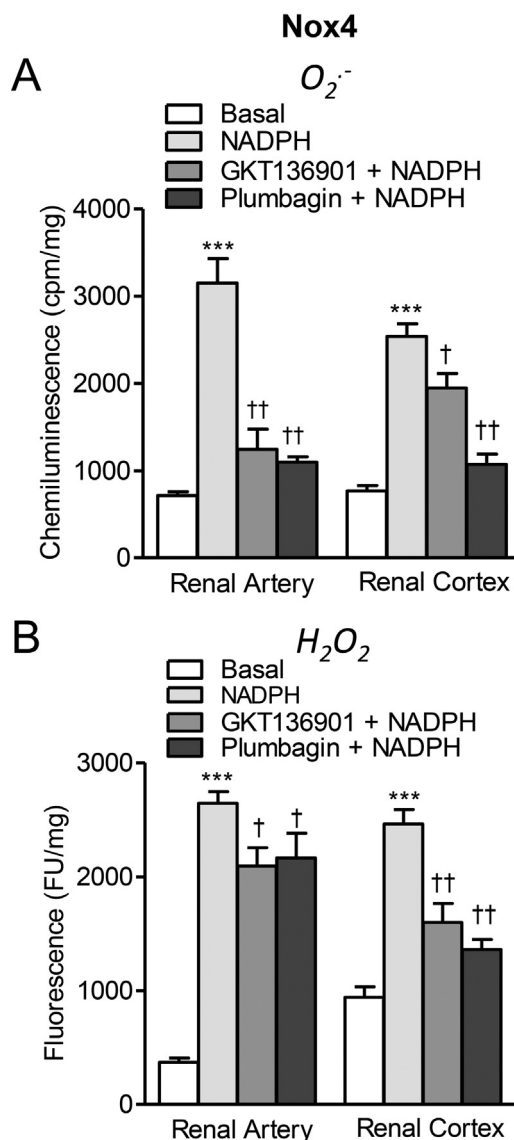 Nox4
A
O₂·⁻
Basal
NADPH
GKT136901 + NADPH
Plumbagin + NADPH
Chemiluminescence (cpm/mg)
4000
3000
2000
1000
0
***
††
††
***
†
††
Renal Artery Renal Cortex
B
H₂O₂
Basal
NADPH
GKT136901 + NADPH
Plumbagin + NADPH
Fluorescence (FU/mg)
3000
2000
1000
0
***
†
†
***
††
††
Renal Artery Renal Cortex